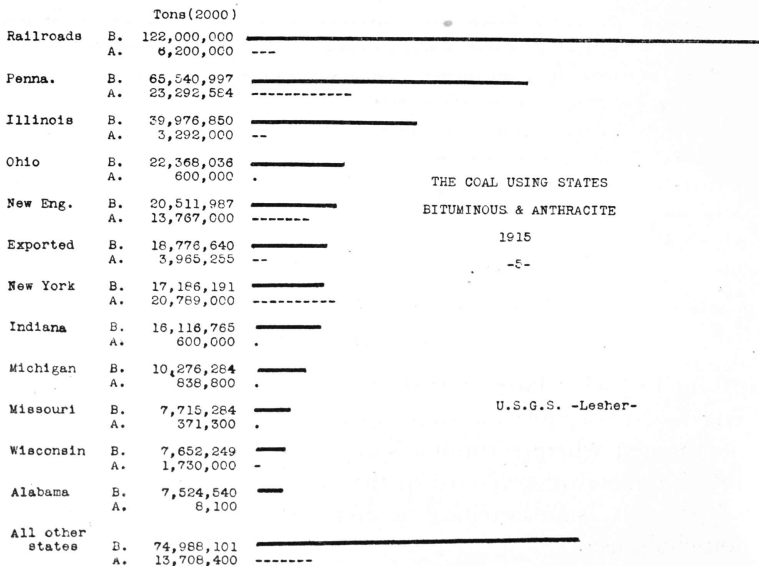 Tons(2000)
Railroads B. 122,000,000
A. 6,200,000
Penna. B. 65,540,997
A. 23,292,584
Illinois B. 39,976,850
A. 3,292,000
Ohio B. 22,368,036
A. 600,000
New Eng. B. 20,511,987
A. 13,767,000
Exported B. 18,776,640
A. 3,965,255
New York B. 17,186,191
A. 20,789,000
Indiana B. 16,116,765
A. 600,000
Michigan B. 10,276,284
A. 838,800
Missouri B. 7,715,284
A. 371,300
Wisconsin B. 7,652,249
A. 1,730,000
Alabama B. 7,524,540
A. 8,100
All other
states B. 74,988,101
A. 13,708,400
THE COAL USING STATES
BITUMINOUS & ANTHRACITE
1915
-5-
U.S.G.S. -Lesher-